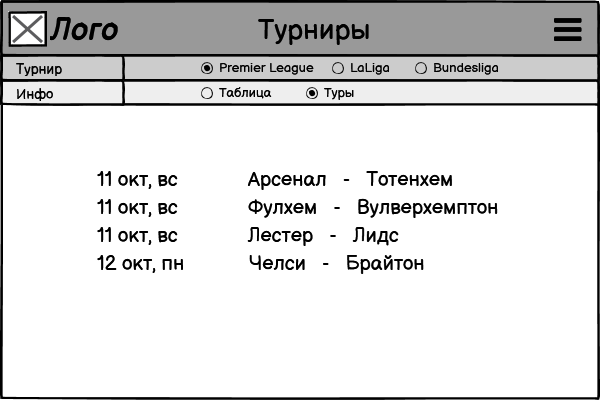 Лого Турниры
Турнир Premier League LaLiga Bundesliga
Инфо Таблица Туры
11 окт, вс Арсенал - Тотенхем
11 окт, вс Фулхем - Вулверхемптон
11 окт, вс Лестер - Лидс
12 окт, пн Челси - Брайтон